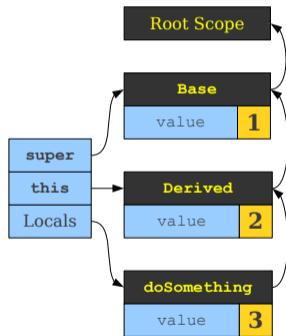 Root Scope
Base
value 1
super
this
Locals
Derived
value 2
doSomething
value 3